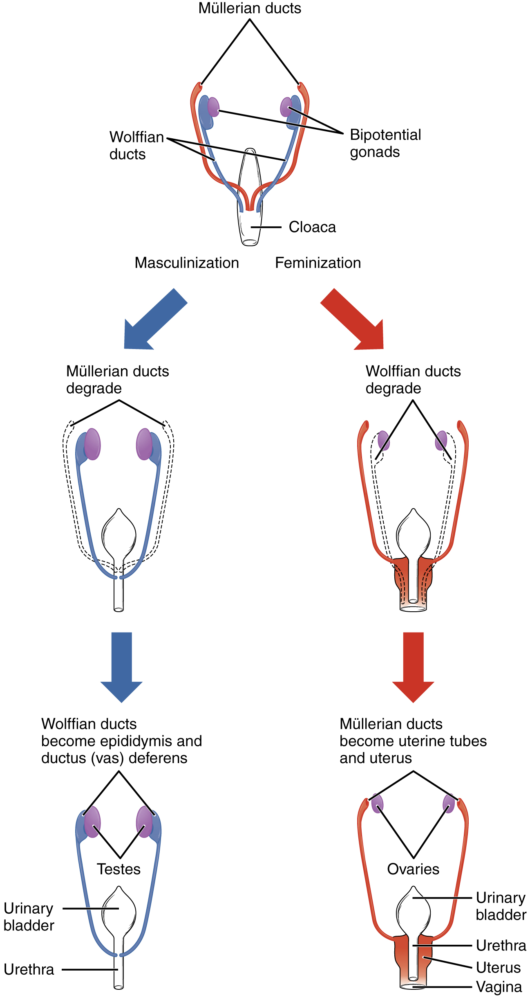 Müllerian ducts
Wolffian
ducts
Bipotential
gonads
Cloaca
Masculinization
Feminization
Müllerian ducts
degrade
Wolffian ducts
degrade
Wolffian ducts
become epididymis and
ductus (vas) deferens
Müllerian ducts
become uterine tubes
and uterus
Testes
Ovaries
Urinary
bladder
Urethra
Urinary
bladder
Urethra
Uterus
Vagina